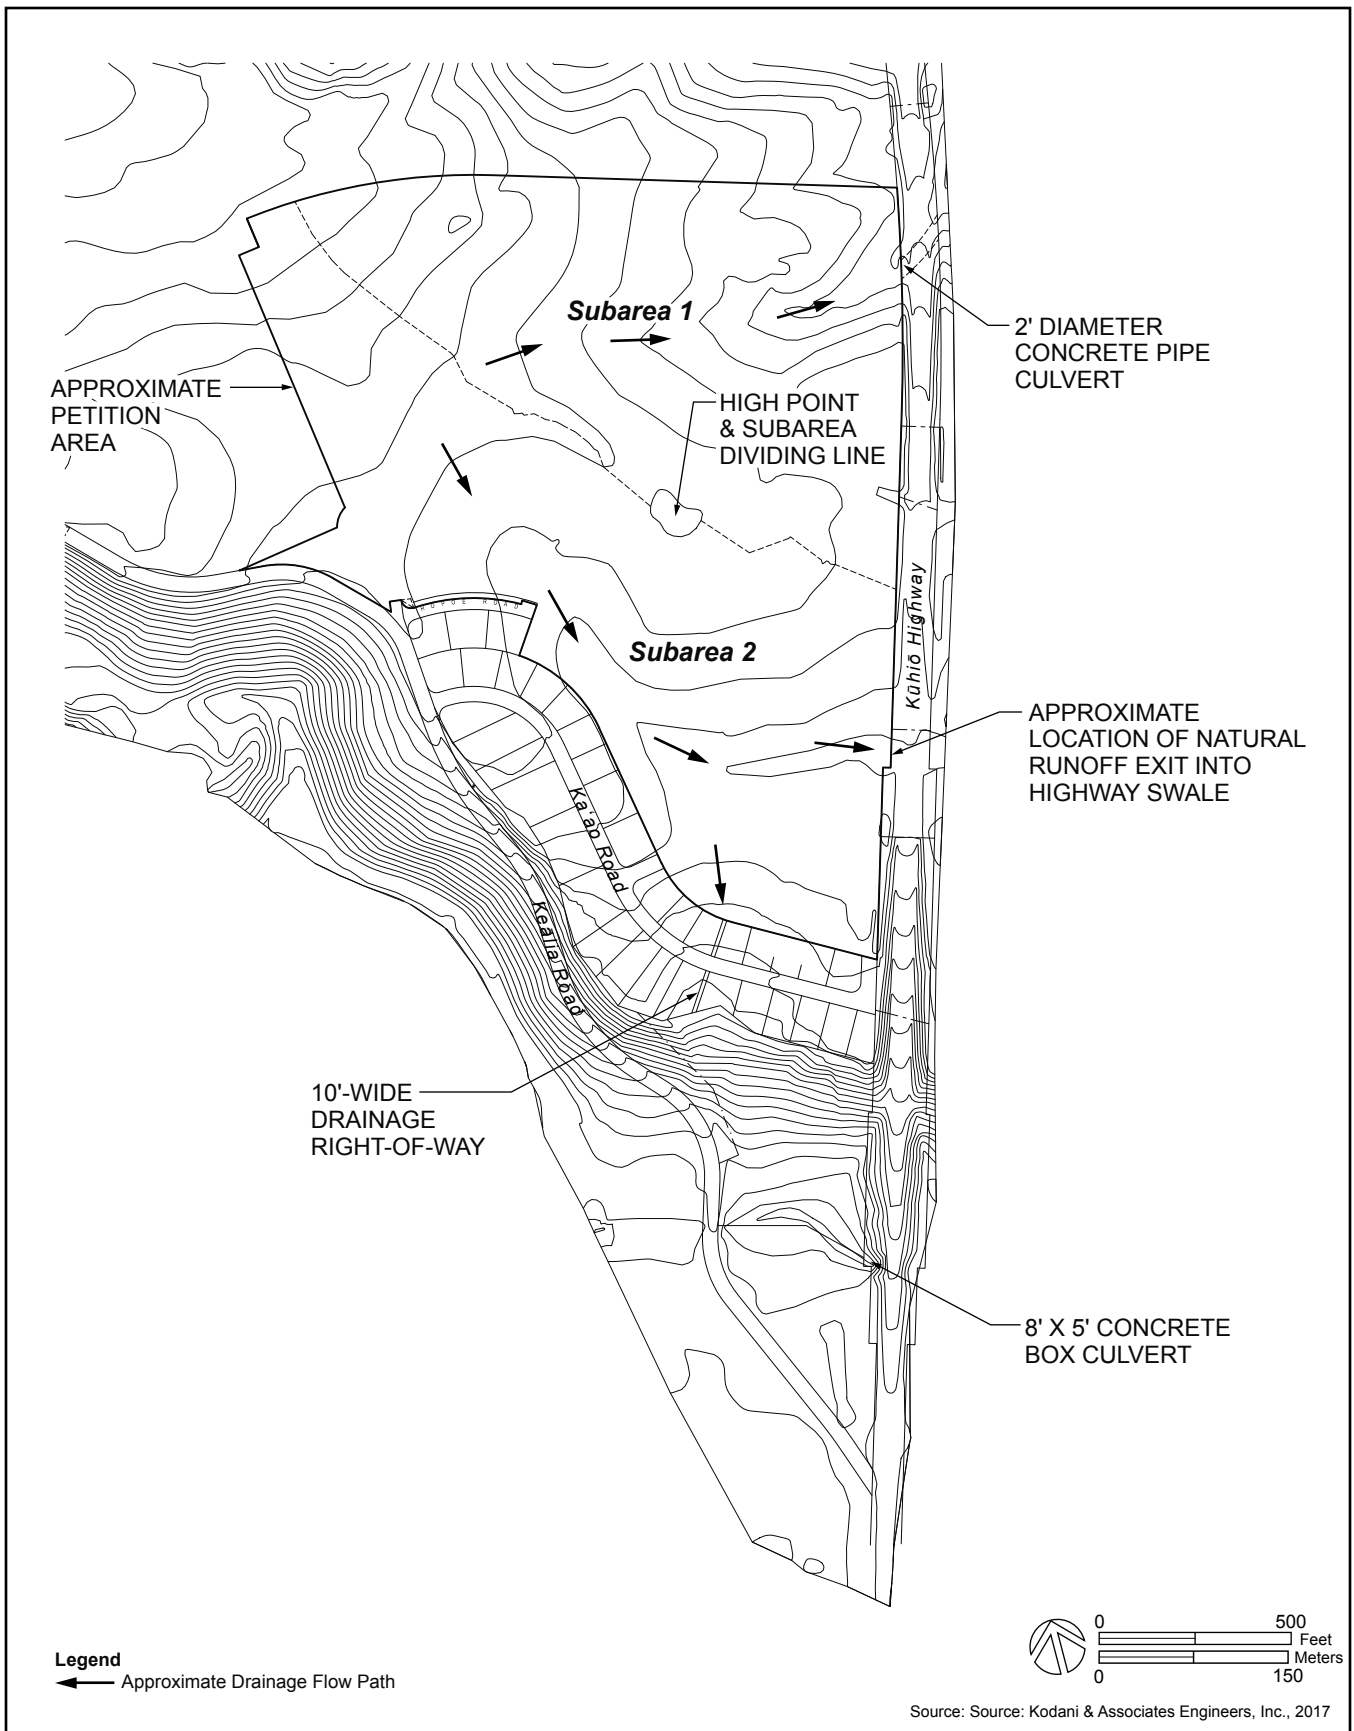 Subarea 1
2' DIAMETER
CONCRETE PIPE
CULVERT
APPROXIMATE
PETITION
AREA
HIGH POINT
& SUBAREA
DIVIDING LINE
Kūhiō Highway
HOPOE ROAD
Subarea 2
APPROXIMATE
LOCATION OF NATURAL
RUNOFF EXIT INTO
HIGHWAY SWALE
Ka'ao Road
Keālia Road
10'-WIDE
DRAINAGE
RIGHT-OF-WAY
8' X 5' CONCRETE
BOX CULVERT
Legend
Approximate Drainage Flow Path
0 500
Feet
Meters
0 150
Source: Source: Kodani & Associates Engineers, Inc., 2017